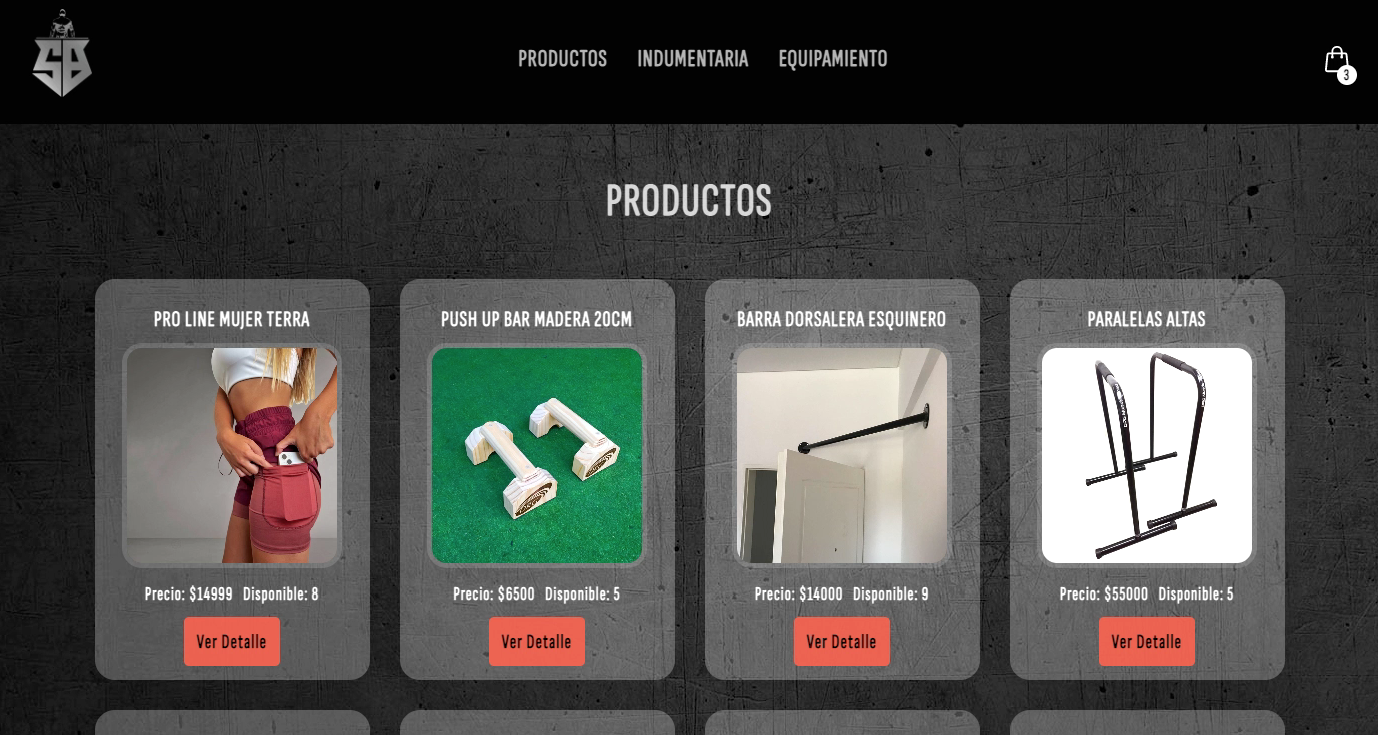 SB
PRODUCTOS INDUMENTARIA EQUIPAMIENTO
3
PRODUCTOS
PRO LINE MUJER TERRA
PUSH UP BAR MADERA 20CM
BARRA DORSALERA ESQUINERO
PARALELAS ALTAS
Precio: $14999 Disponible: 8
Precio: $6500 Disponible: 5
Precio: $14000 Disponible: 9
Precio: $55000 Disponible: 5
Ver Detalle
Ver Detalle
Ver Detalle
Ver Detalle